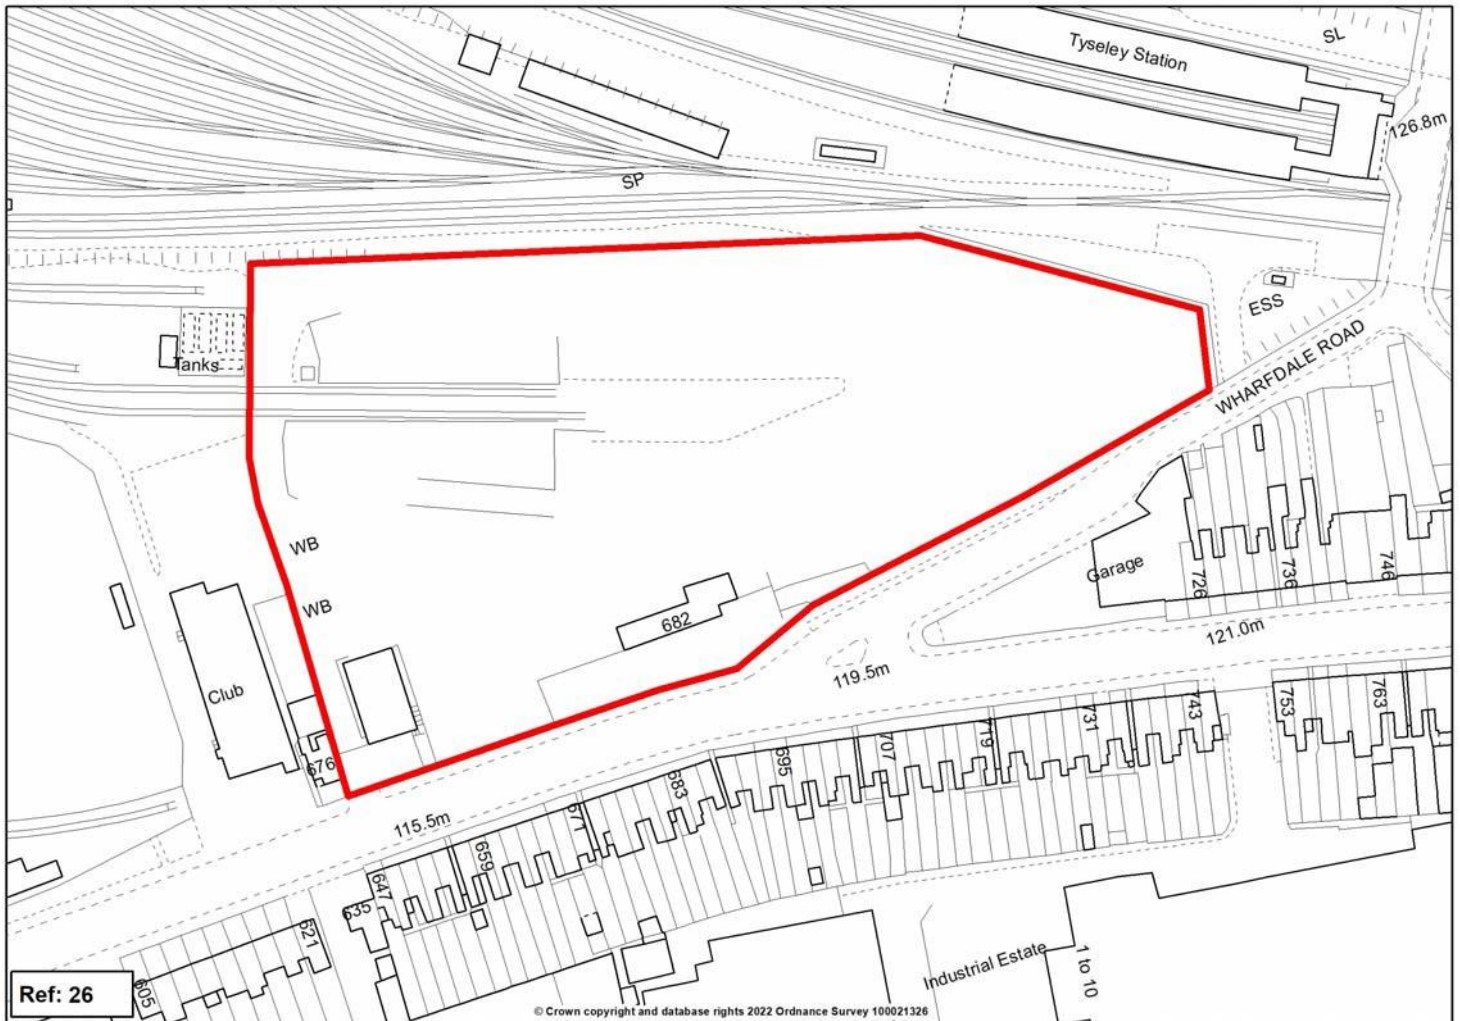 SL
Tyseley Station
126.8m
SP
ESS
WHARFDALE ROAD
Tanks
WB
WB
682
Garage
726
736
746
121.0m
119.5m
Club
676
115.5m
753
763
743
731
719
707
695
683
671
659
647
635
621
605
Industrial Estate
1 to 10
Ref: 26
© Crown copyright and database rights 2022 Ordnance Survey 100021326